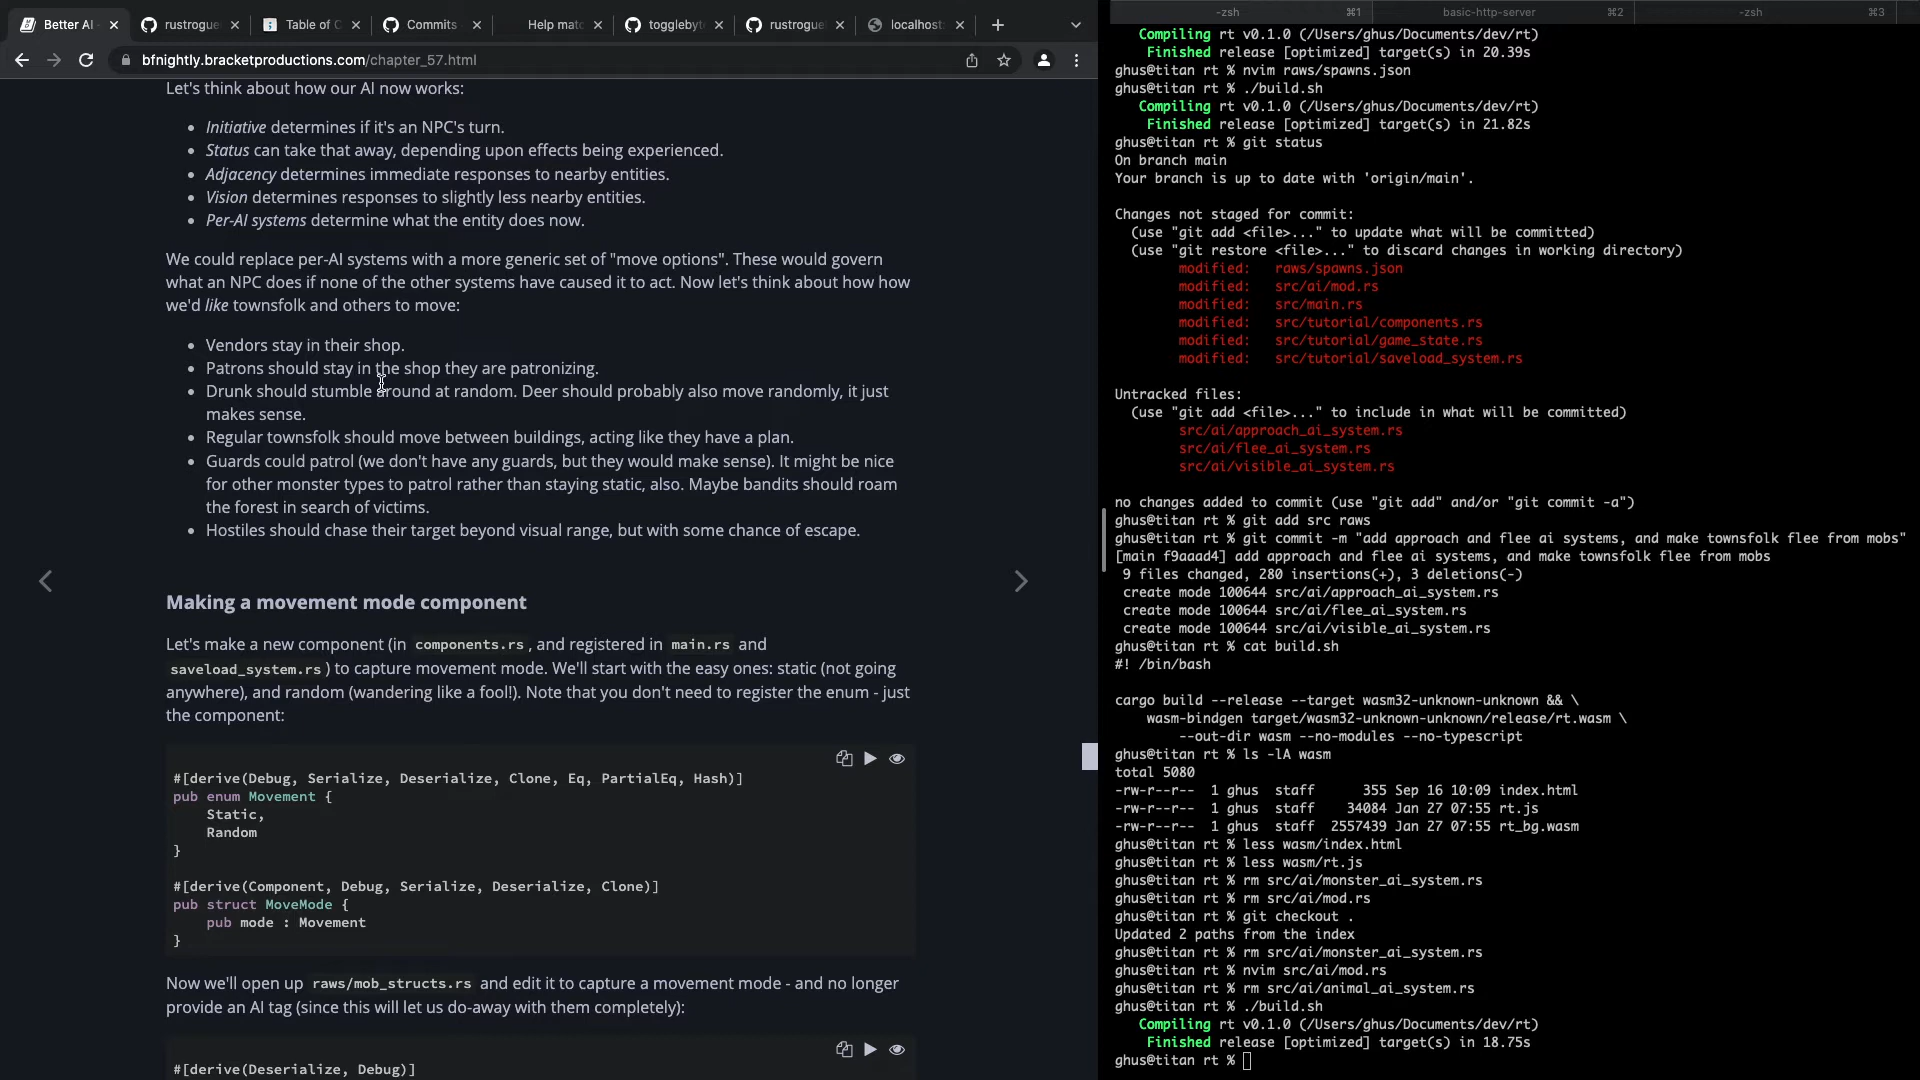 Better AI
rustrogue
Table of C
Commits
Help matc
togglebyt
rustrogue
localhost:
bfnightly.bracketproductions.com/chapter_57.html
Let's think about how our AI now works:
• Initiative determines if it's an NPC's turn.
• Status can take that away, depending upon effects being experienced.
• Adjacency determines immediate responses to nearby entities.
• Vision determines responses to slightly less nearby entities.
• Per-AI systems determine what the entity does now.
We could replace per-AI systems with a more generic set of "move options". These would govern
what an NPC does if none of the other systems have caused it to act. Now let's think about how how
we'd like townsfolk and others to move:
• Vendors stay in their shop.
• Patrons should stay in the shop they are patronizing.
• Drunk should stumble around at random. Deer should probably also move randomly, it just
makes sense.
• Regular townsfolk should move between buildings, acting like they have a plan.
• Guards could patrol (we don't have any guards, but they would make sense). It might be nice
for other monster types to patrol rather than staying static, also. Maybe bandits should roam
the forest in search of victims.
• Hostiles should chase their target beyond visual range, but with some chance of escape.
Making a movement mode component
Let's make a new component (in components.rs, and registered in main.rs and
saveload_system.rs) to capture movement mode. We'll start with the easy ones: static (not going
anywhere), and random (wandering like a fool!). Note that you don't need to register the enum - just
the component:
#[derive(Debug, Serialize, Deserialize, Clone, Eq, PartialEq, Hash)]
pub enum Movement {
    Static,
    Random
}
#[derive(Component, Debug, Serialize, Deserialize, Clone)]
pub struct MoveMode {
    pub mode : Movement
}
Now we'll open up raws/mob_structs.rs and edit it to capture a movement mode - and no longer
provide an AI tag (since this will let us do-away with them completely):
#[derive(Deserialize, Debug)]
-zsh ⌘1 basic-http-server ⌘2 -zsh ⌘3
Compiling rt v0.1.0 (/Users/ghus/Documents/dev/rt)
Finished release [optimized] target(s) in 20.39s
ghus@titan rt % nvim raws/spawns.json
ghus@titan rt % ./build.sh
Compiling rt v0.1.0 (/Users/ghus/Documents/dev/rt)
Finished release [optimized] target(s) in 21.82s
ghus@titan rt % git status
On branch main
Your branch is up to date with 'origin/main'.
Changes not staged for commit:
(use "git add <file>..." to update what will be committed)
(use "git restore <file>..." to discard changes in working directory)
modified:   raws/spawns.json
modified:   src/ai/mod.rs
modified:   src/main.rs
modified:   src/tutorial/components.rs
modified:   src/tutorial/game_state.rs
modified:   src/tutorial/saveload_system.rs
Untracked files:
(use "git add <file>..." to include in what will be committed)
src/ai/approach_ai_system.rs
src/ai/flee_ai_system.rs
src/ai/visible_ai_system.rs
no changes added to commit (use "git add" and/or "git commit -a")
ghus@titan rt % git add src raws
ghus@titan rt % git commit -m "add approach and flee ai systems, and make townsfolk flee from mobs"
[main f9aaad4] add approach and flee ai systems, and make townsfolk flee from mobs
9 files changed, 280 insertions(+), 3 deletions(-)
create mode 100644 src/ai/approach_ai_system.rs
create mode 100644 src/ai/flee_ai_system.rs
create mode 100644 src/ai/visible_ai_system.rs
ghus@titan rt % cat build.sh
#! /bin/bash
cargo build --release --target wasm32-unknown-unknown && \
wasm-bindgen target/wasm32-unknown-unknown/release/rt.wasm \
--out-dir wasm --no-modules --no-typescript
ghus@titan rt % ls -lA wasm
total 5080
-rw-r--r--  1 ghus  staff      355 Sep 16 10:09 index.html
-rw-r--r--  1 ghus  staff    34084 Jan 27 07:55 rt.js
-rw-r--r--  1 ghus  staff  2557439 Jan 27 07:55 rt_bg.wasm
ghus@titan rt % less wasm/index.html
ghus@titan rt % less wasm/rt.js
ghus@titan rt % rm src/ai/monster_ai_system.rs
ghus@titan rt % rm src/ai/mod.rs
ghus@titan rt % git checkout .
Updated 2 paths from the index
ghus@titan rt % rm src/ai/monster_ai_system.rs
ghus@titan rt % nvim src/ai/mod.rs
ghus@titan rt % rm src/ai/animal_ai_system.rs
ghus@titan rt % ./build.sh
Compiling rt v0.1.0 (/Users/ghus/Documents/dev/rt)
Finished release [optimized] target(s) in 18.75s
ghus@titan rt %